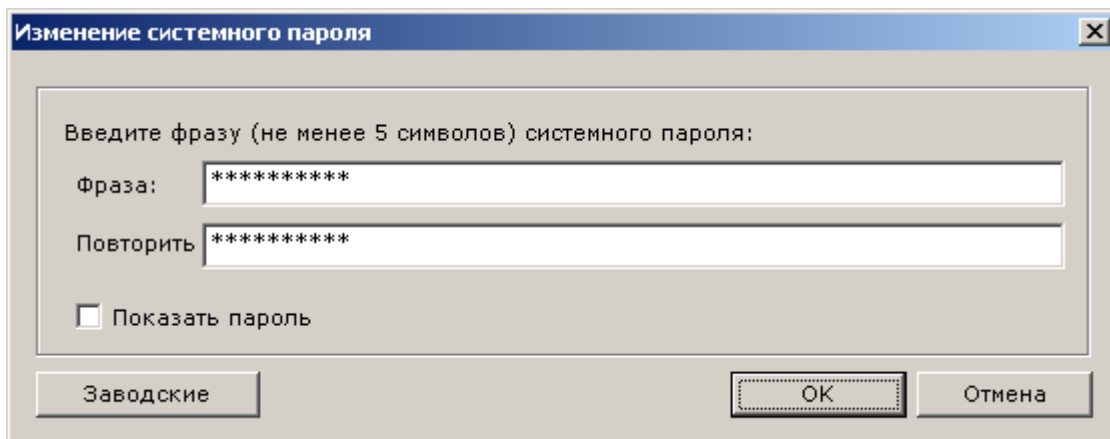 Изменение системного пароля
Введите фразу (не менее 5 символов) системного пароля:
Фраза: **********
Повторить **********
Показать пароль
Заводские OK Отмена